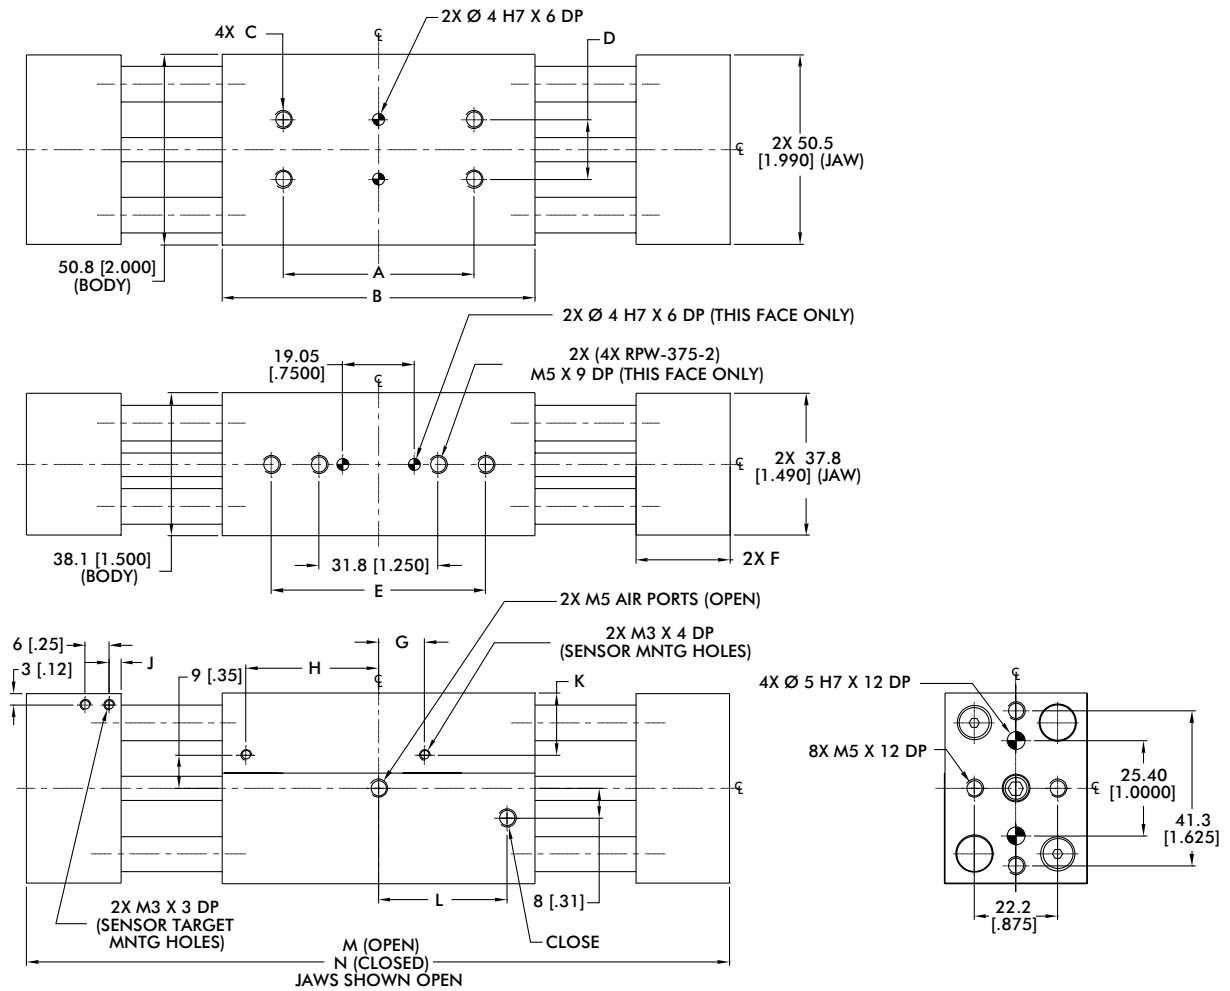 2X Ø 4 H7 X 6 DP
4X C
D
℄
℄
2X 50.5
[1.990] (JAW)
50.8 [2.000]
(BODY)
A
B
2X Ø 4 H7 X 6 DP (THIS FACE ONLY)
19.05
[.7500]
2X (4X RPW-375-2)
M5 X 9 DP (THIS FACE ONLY)
℄
℄
2X 37.8
[1.490] (JAW)
38.1 [1.500]
(BODY)
31.8 [1.250]
E
2X F
2X M5 AIR PORTS (OPEN)
6 [.25]
3 [.12]
J
9 [.35]
H
G
2X M3 X 4 DP
(SENSOR MNTG HOLES)
K
℄
℄
L
8 [.31]
2X M3 X 3 DP
(SENSOR TARGET
MNTG HOLES)
CLOSE
M (OPEN)
N (CLOSED)
JAWS SHOWN OPEN
℄
4X Ø 5 H7 X 12 DP
8X M5 X 12 DP
℄
25.40
[1.0000]
41.3
[1.625]
22.2
[.875]